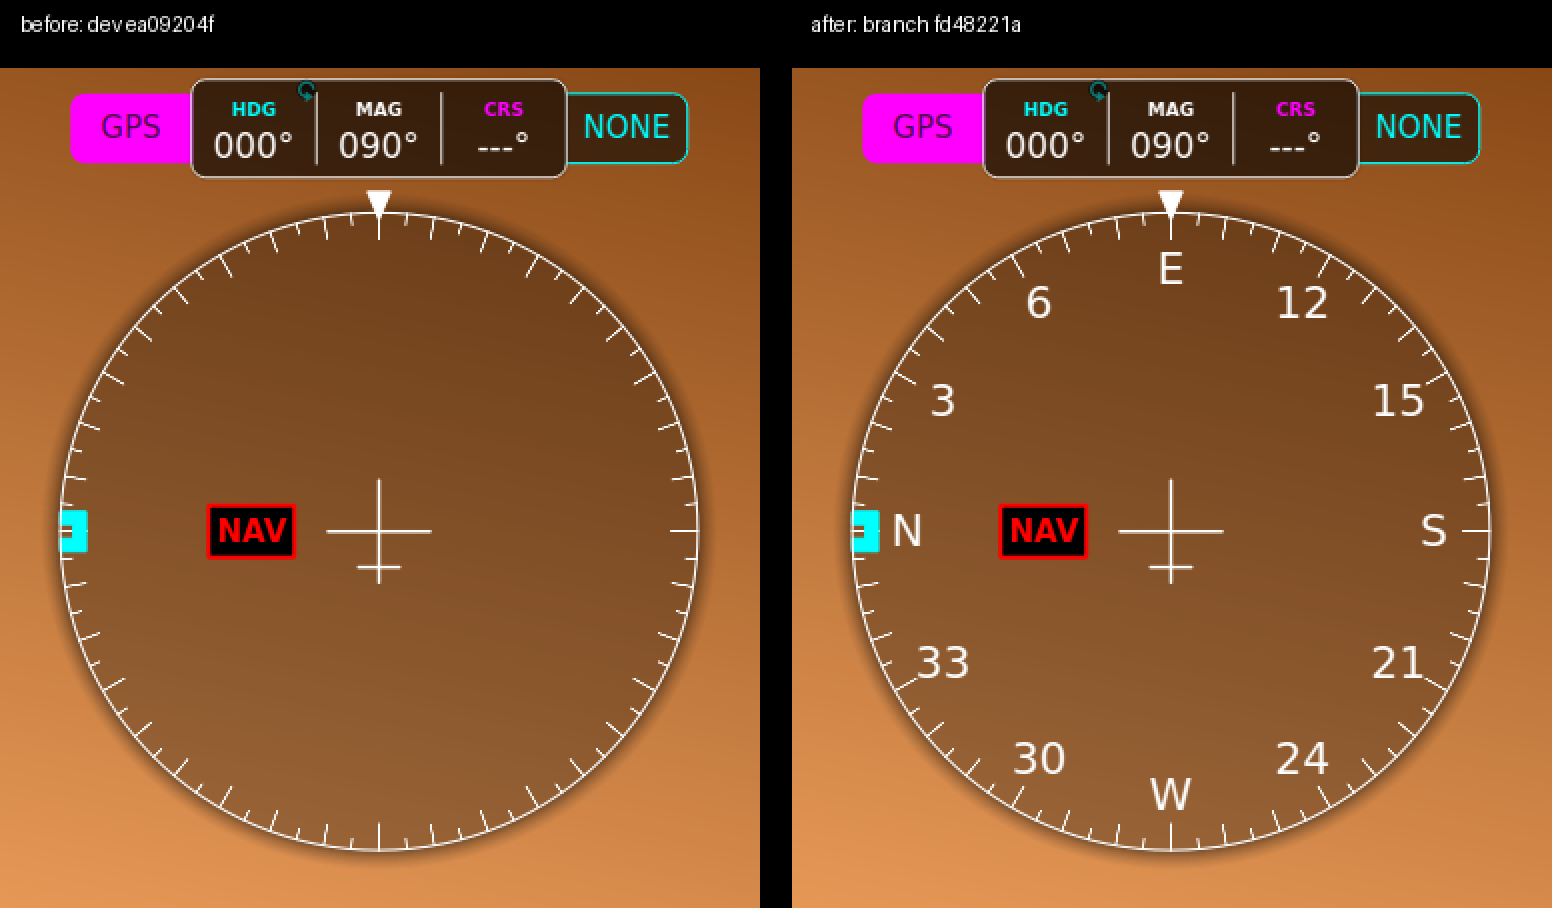 before: dev ea09204f
GPS
HDG
000°
MAG
090°
CRS
---°
NONE
NAV
after: branch fd48221a
GPS
HDG
000°
MAG
090°
CRS
---°
NONE
E
6
12
3
15
N
NAV
S
33
21
30
24
W